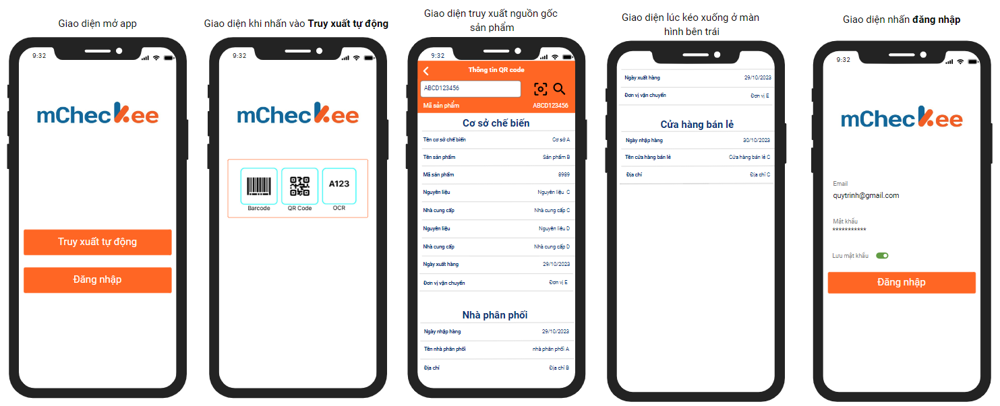 Giao diện mở app
9:32
mCheckee
Truy xuất tự động
Đăng nhập
Giao diện khi nhấn vào Truy xuất tự động
9:32
mCheckee
A123
Barcode QR Code OCR
Giao diện truy xuất nguồn gốc
sản phẩm
9:32
Thông tin QR code
ABCD123456
Mã sản phẩm ABCD123456
Cơ sở chế biến
Tên cơ sở chế biến Cơ sở A
Tên sản phẩm Sản phẩm B
Mã sản phẩm 8989
Nguyên liệu Nguyên liệu C
Nhà cung cấp Nhà cung cấp C
Nguyên liệu Nguyên liêu D
Nhà cung cấp Nhà cung cấp D
Ngày xuất hàng 29/10/2023
Đơn vị vận chuyển Đơn vị E
Nhà phân phối
Ngày nhập hàng 29/10/2023
Tên nhà phân phối nhà phân phối A
Địa chỉ Địa chỉ B
Giao diện lúc kéo xuống ở màn
hình bên trái
Ngày xuất hàng 29/10/2023
Đơn vị vận chuyển Đơn vị E
Cửa hàng bán lẻ
Ngày nhập hàng 30/10/2023
Tên cửa hàng bán lẻ Cửa hàng bán lẻ C
Địa chỉ Địa chỉ C
Giao diện nhấn đăng nhập
9:32
mCheckee
Email
quytrinh@gmail.com
Mật khẩu
***********
Lưu mật khẩu
Đăng nhập